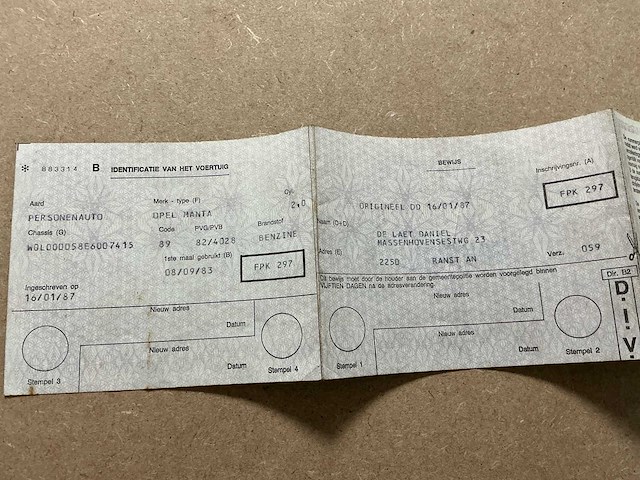 * 883314 B IDENTIFICATIE VAN HET VOERTUIG
Aard
PERSONENAUTO
Merk - type (F)
OPEL MANTA
Cyl.
2,0
Chassis (G)
W0L000058E6007415
Code
89
PVG/PVB
82/4028
Brandstof
BENZINE
1ste maal gebruikt (B)
08/09/83
FPK 297
Ingeschreven op
16/01/87
Nieuw adres
Datum
Nieuw adres
Datum
Stempel 3
Stempel 4
BEWIJS
Inschrijvingsnr. (A)
FPK 297
ORIGINEEL DD 16/01/87
Naam (D+D)
DE LAET DANIEL
MASSENHOVENSESTWG 23
Adres (E)
2250 RANST AN
Verz. 059
Dit bewijs moet door de houder aan de gemeentepolitie worden voorgelegd binnen
VIJFTIEN DAGEN na de adresverandering.
Nieuw adres
Datum
Nieuw adres
Datum
Stempel 1
Stempel 2
Dir. B2
D.I.V.